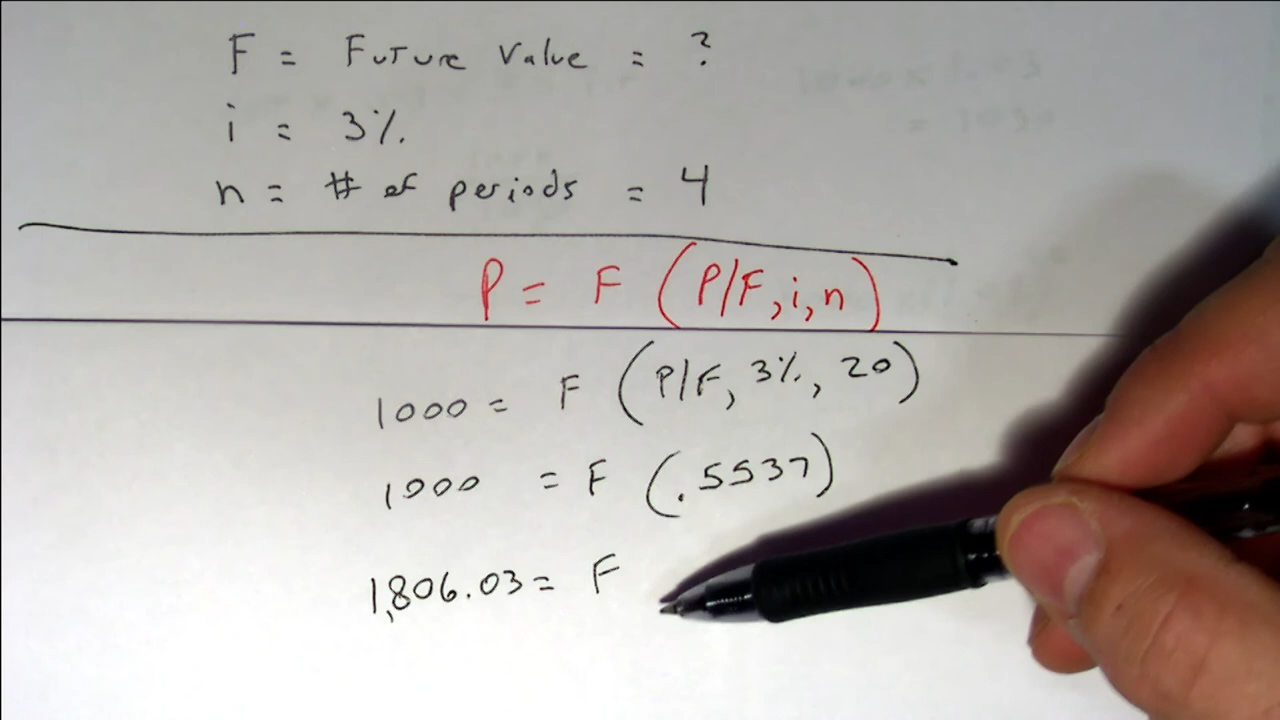 F = Future Value = ?
i = 3%.
n = # of periods = 4
P = F (P/F, i, n)
1000 = F (P/F, 3%, 20)
1000 = F (.5537)
1,806.03 = F